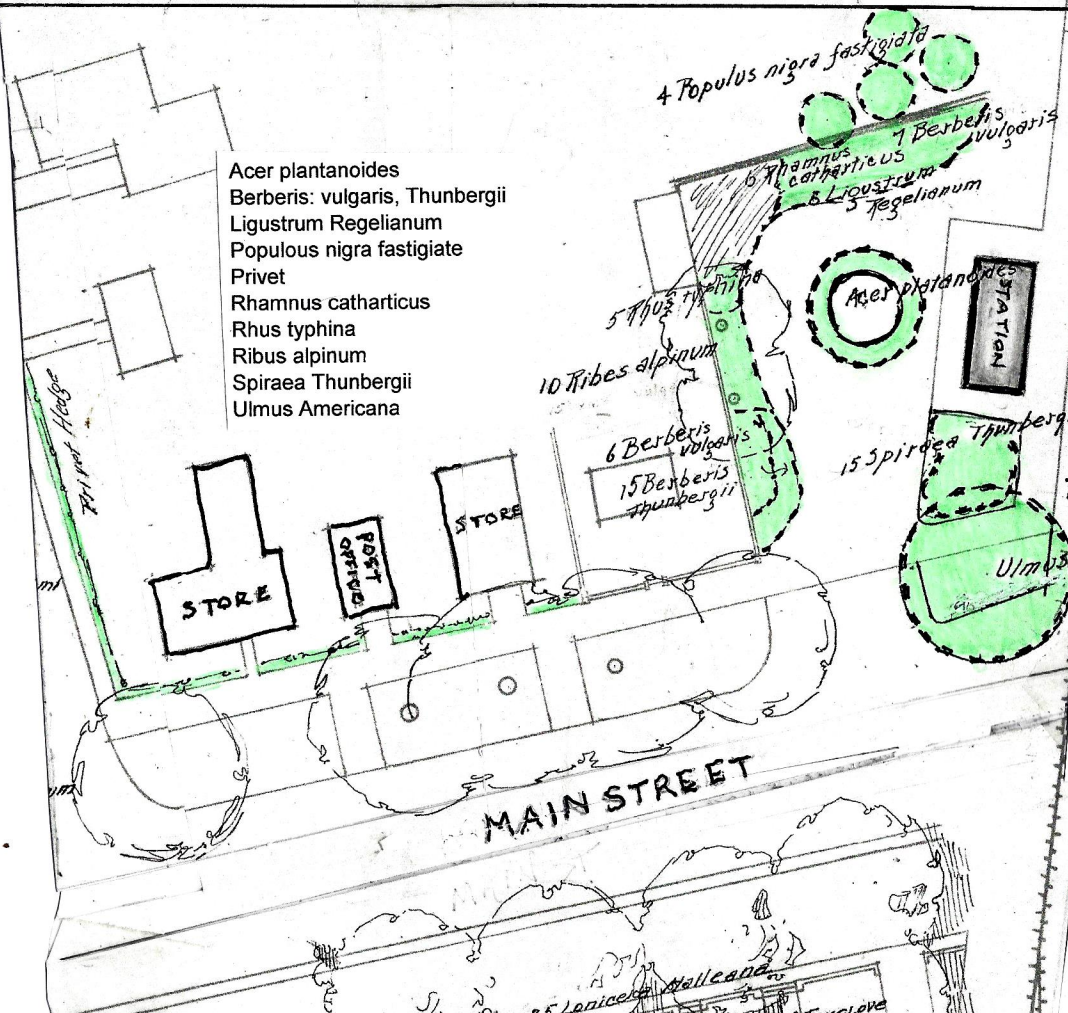 4 Populus nigra fastigiata
7 Berberis
vulgaris
6 Rhamnus
catharticus
8 Ligustrum
Regelianum
Acer plantanoides
Berberis: vulgaris, Thunbergii
Ligustrum Regelianum
Populous nigra fastigiate
Privet
Rhamnus catharticus
Rhus typhina
Ribus alpinum
Spiraea Thunbergii
Ulmus Americana
Acer platanoides
STATION
5 Rhus typhina
10 Ribes alpinum
6 Berberis
vulgaris
15 Berberis
Thunbergii
15 Spiraea Thunberg
Privet Hedge
STORE
POST
OFFICE
STORE
Ulmus
MAIN STREET
Lonicera Halleana